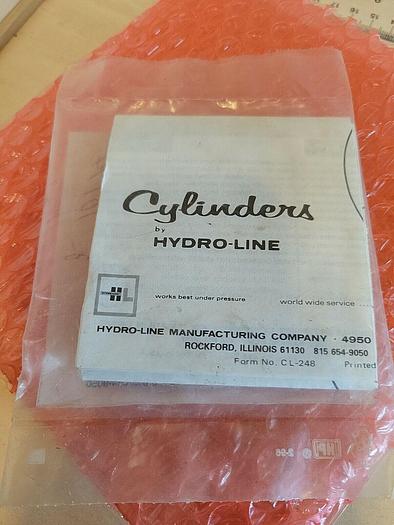 Cylinders
by
HYDRO-LINE
HL
works best under pressure world wide service ....
HYDRO-LINE MANUFACTURING COMPANY · 4950
ROCKFORD, ILLINOIS 61130 815 654-9050
Form No. CL-248 Printed